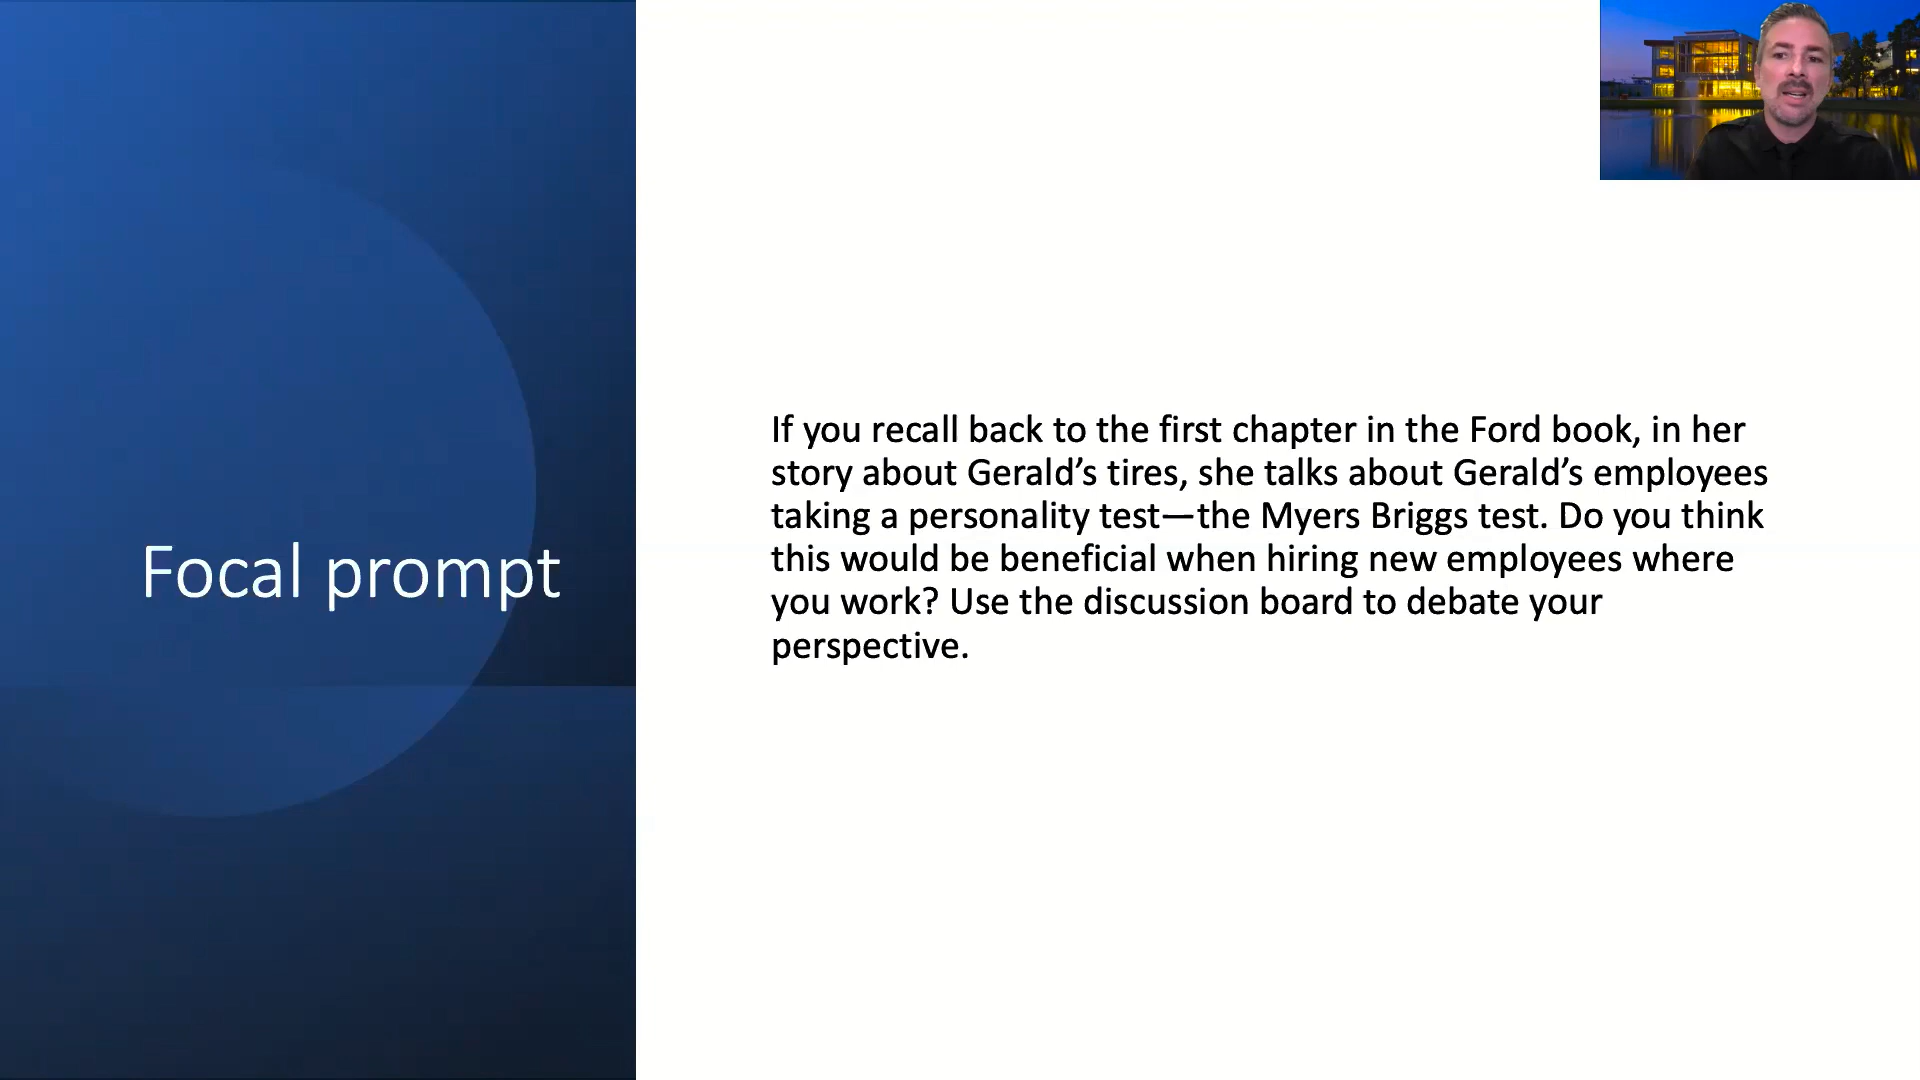 Focal prompt
If you recall back to the first chapter in the Ford book, in her
story about Gerald’s tires, she talks about Gerald’s employees
taking a personality test—the Myers Briggs test. Do you think
this would be beneficial when hiring new employees where
you work? Use the discussion board to debate your
perspective.